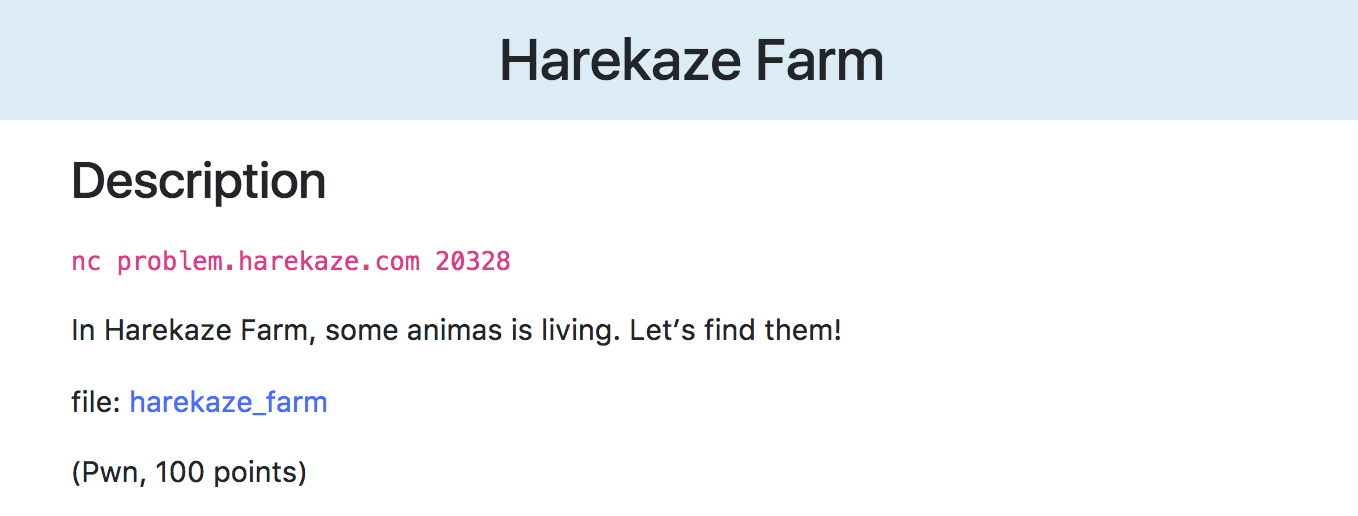 Harekaze Farm
Description
nc problem.harekaze.com 20328
In Harekaze Farm, some animas is living. Let’s find them!
file: harekaze_farm
(Pwn, 100 points)